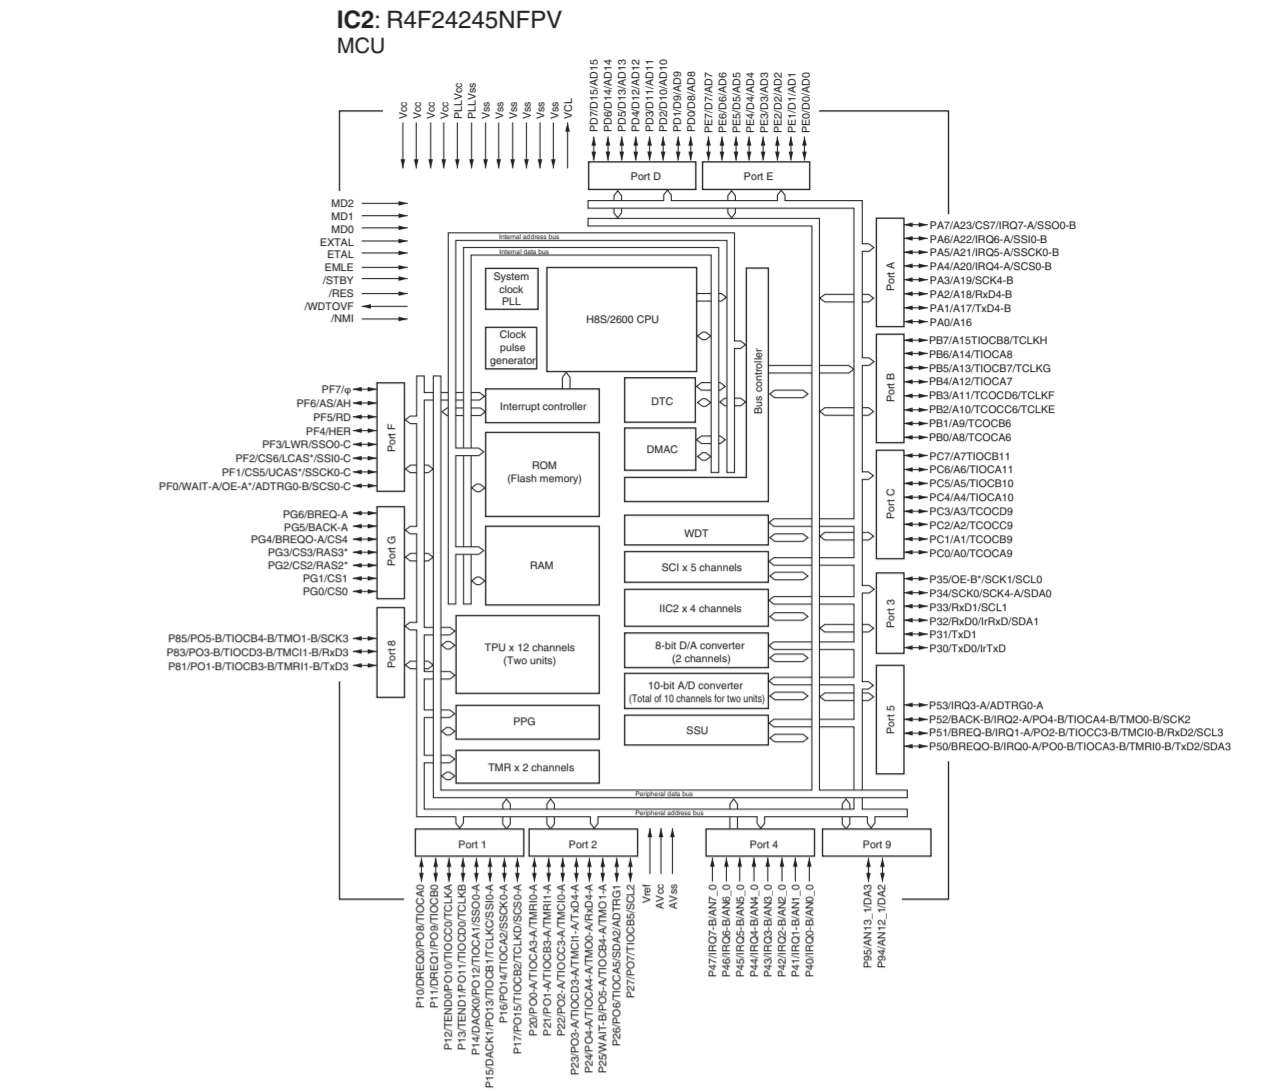 IC2: R4F24245NFPV
MCU
Vcc
Vcc
Vcc
Vcc
PLLVcc
PLLVss
Vss
Vss
Vss
Vss
Vss
Vss
VCL
PD7/D15/AD15
PD6/D14/AD14
PD5/D13/AD13
PD4/D12/AD12
PD3/D11/AD11
PD2/D10/AD10
PD1/D9/AD9
PD0/D8/AD8
PE7/D7/AD7
PE6/D6/AD6
PE5/D5/AD5
PE4/D4/AD4
PE3/D3/AD3
PE2/D2/AD2
PE1/D1/AD1
PE0/D0/AD0
Port D
Port E
MD2
MD1
MD0
EXTAL
ETAL
EMLE
/STBY
/RES
/WDTOVF
/NMI
Internal address bus
Internal data bus
System
clock
PLL
Clock
pulse
generator
H8S/2600 CPU
Interrupt controller
DTC
DMAC
Bus controller
ROM
(Flash memory)
RAM
WDT
SCI x 5 channels
IIC2 x 4 channels
8-bit D/A converter
(2 channels)
10-bit A/D converter
(Total of 10 channels for two units)
SSU
TPU x 12 channels
(Two units)
PPG
TMR x 2 channels
Peripheral data bus
Peripheral address bus
PF7/φ
PF6/AS/AH
PF5/RD
PF4/HER
PF3/LWR/SSO0-C
PF2/CS6/LCAS*/SSI0-C
PF1/CS5/UCAS*/SSCK0-C
PF0/WAIT-A/OE-A*/ADTRG0-B/SCS0-C
Port F
PG6/BREQ-A
PG5/BACK-A
PG4/BREQO-A/CS4
PG3/CS3/RAS3*
PG2/CS2/RAS2*
PG1/CS1
PG0/CS0
Port G
P85/PO5-B/TIOCB4-B/TMO1-B/SCK3
P83/PO3-B/TIOCD3-B/TMCI1-B/RxD3
P81/PO1-B/TIOCB3-B/TMRI1-B/TxD3
Port 8
Port A
PA7/A23/CS7/IRQ7-A/SSO0-B
PA6/A22/IRQ6-A/SSI0-B
PA5/A21/IRQ5-A/SSCK0-B
PA4/A20/IRQ4-A/SCS0-B
PA3/A19/SCK4-B
PA2/A18/RxD4-B
PA1/A17/TxD4-B
PA0/A16
Port B
PB7/A15TIOCB8/TCLKH
PB6/A14/TIOCA8
PB5/A13/TIOCB7/TCLKG
PB4/A12/TIOCA7
PB3/A11/TCOCD6/TCLKF
PB2/A10/TCOCC6/TCLKE
PB1/A9/TCOCB6
PB0/A8/TCOCA6
Port C
PC7/A7TIOCB11
PC6/A6/TIOCA11
PC5/A5/TIOCB10
PC4/A4/TIOCA10
PC3/A3/TCOCD9
PC2/A2/TCOCC9
PC1/A1/TCOCB9
PC0/A0/TCOCA9
Port 3
P35/OE-B*/SCK1/SCL0
P34/SCK0/SCK4-A/SDA0
P33/RxD1/SCL1
P32/RxD0/IrRxD/SDA1
P31/TxD1
P30/TxD0/IrTxD
Port 5
P53/IRQ3-A/ADTRG0-A
P52/BACK-B/IRQ2-A/PO4-B/TIOCA4-B/TMO0-B/SCK2
P51/BREQ-B/IRQ1-A/PO2-B/TIOCC3-B/TMCI0-B/RxD2/SCL3
P50/BREQO-B/IRQ0-A/PO0-B/TIOCA3-B/TMRI0-B/TxD2/SDA3
Port 1
Port 2
Port 4
Port 9
P10/DREQ0/PO8/TIOCA0
P11/DREQ1/PO9/TIOCB0
P12/TEND0/PO10/TIOCC0/TCLKA
P13/TEND1/PO11/TIOCD0/TCLKB
P14/DACK0/PO12/TIOCA1/SSO0-A
P15/DACK1/PO13/TIOCB1/TCLKC/SSI0-A
P16/PO14/TIOCA2/SSCK0-A
P17/PO15/TIOCB2/TCLKD/SCS0-A
P20/PO0-A/TIOCA3-A/TMRI0-A
P21/PO1-A/TIOCB3-A/TMRI1-A
P22/PO2-A/TIOCC3-A/TMCI0-A
P23/PO3-A/TIOCD3-A/TMCI1-A/TxD4-A
P24/PO4-A/TIOCA4-A/TMO0-A/RxD4-A
P25/WAIT-B/PO5-A/TIOCB4-A/TMO1-A
P26/PO6/TIOCA5/SDA2/ADTRG1
P27/PO7/TIOCB5/SCL2
Vref
AVcc
AVss
P47/IRQ7-B/AN7_0
P46/IRQ6-B/AN6_0
P45/IRQ5-B/AN5_0
P44/IRQ4-B/AN4_0
P43/IRQ3-B/AN3_0
P42/IRQ2-B/AN2_0
P41/IRQ1-B/AN1_0
P40/IRQ0-B/AN0_0
P95/AN13_1/DA3
P94/AN12_1/DA2